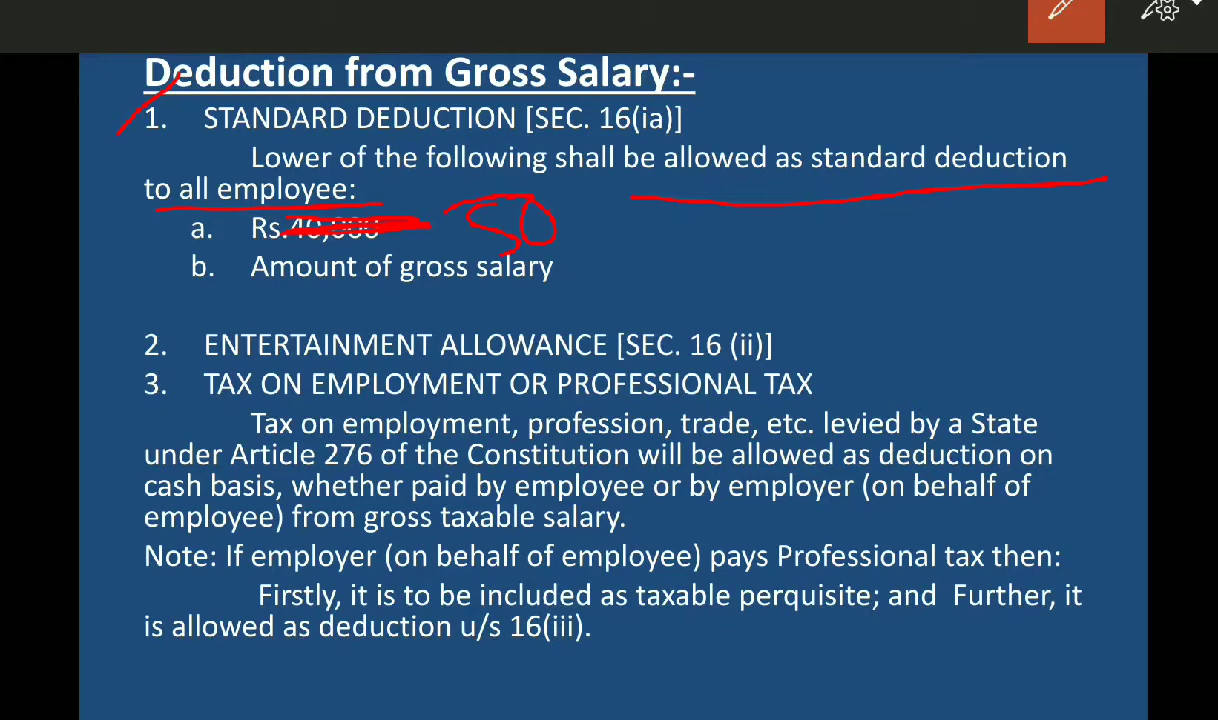 Deduction from Gross Salary:-
1. STANDARD DEDUCTION [SEC. 16(ia)]
Lower of the following shall be allowed as standard deduction
to all employee:
a. Rs.40,000 50
b. Amount of gross salary
2. ENTERTAINMENT ALLOWANCE [SEC. 16 (ii)]
3. TAX ON EMPLOYMENT OR PROFESSIONAL TAX
Tax on employment, profession, trade, etc. levied by a State
under Article 276 of the Constitution will be allowed as deduction on
cash basis, whether paid by employee or by employer (on behalf of
employee) from gross taxable salary.
Note: If employer (on behalf of employee) pays Professional tax then:
Firstly, it is to be included as taxable perquisite; and Further, it
is allowed as deduction u/s 16(iii).